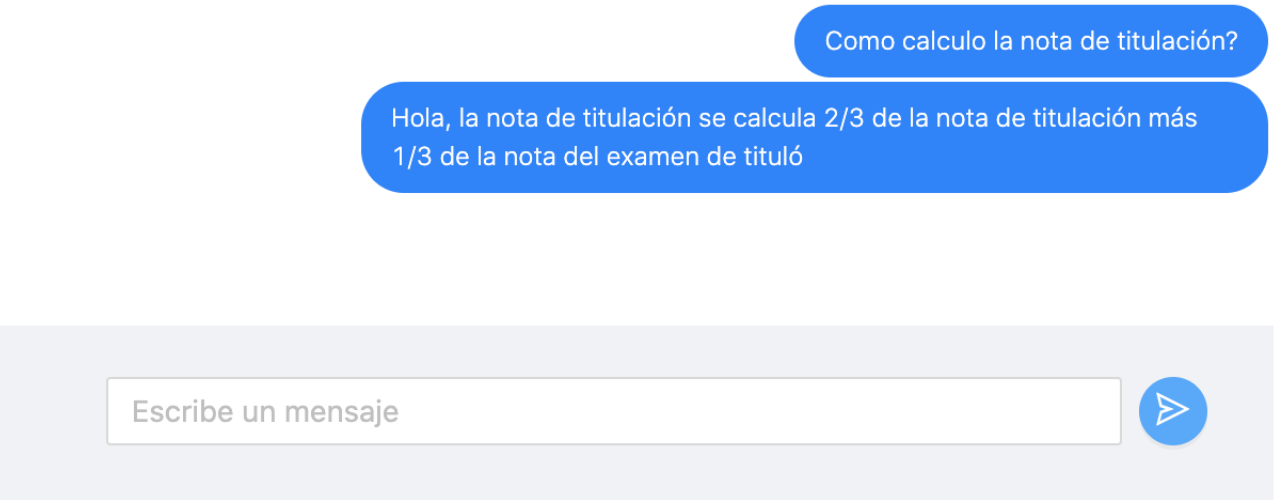 Como calculo la nota de titulación?
Hola, la nota de titulación se calcula 2/3 de la nota de titulación más
1/3 de la nota del examen de tituló
Escribe un mensaje